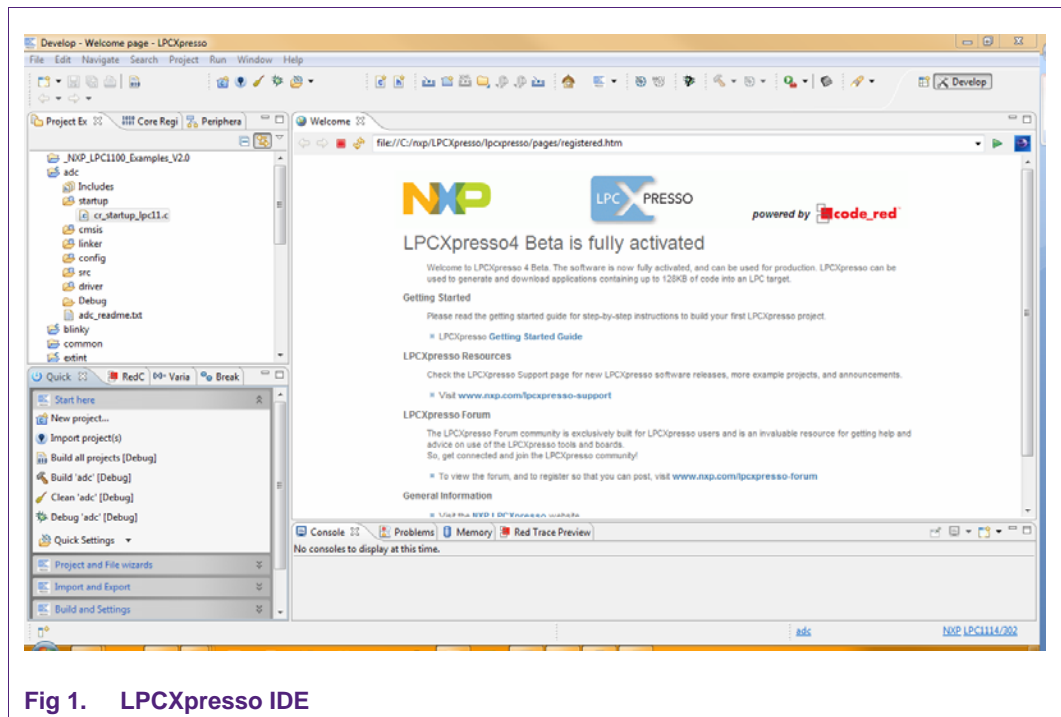 Develop - Welcome page - LPCXpresso
File Edit Navigate Search Project Run Window Help
Develop
Project Ex Core Regi Periphera
Welcome
file://C:/nxp/LPCXpresso/lpcxpresso/pages/registered.htm
_NXP_LPC1100_Examples_V2.0
adc
Includes
startup
cr_startup_lpc11.c
cmsis
linker
config
src
driver
Debug
adc_readme.txt
blinky
common
extint
NXP
LPC XPRESSO
powered by code_red
LPCXpresso4 Beta is fully activated
Welcome to LPCXpresso 4 Beta. The software is now fully activated, and can be used for production. LPCXpresso can be
used to generate and download applications containing up to 128KB of code into an LPC target.
Getting Started
Please read the getting started guide for step-by-step instructions to build your first LPCXpresso project.
LPCXpresso Getting Started Guide
LPCXpresso Resources
Check the LPCXpresso Support page for new LPCXpresso software releases, more example projects, and announcements.
Visit www.nxp.com/lpcxpresso-support
LPCXpresso Forum
The LPCXpresso Forum community is exclusively built for LPCXpresso users and is an invaluable resource for getting help and
advice on use of the LPCXpresso tools and boards.
So, get connected and join the LPCXpresso community!
To view the forum, and to register so that you can post, visit www.nxp.com/lpcxpresso-forum
General Information
Visit the NXP LPCXpresso website
Quick RedC Varia Break
Start here
New project...
Import project(s)
Build all projects [Debug]
Build 'adc' [Debug]
Clean 'adc' [Debug]
Debug 'adc' [Debug]
Quick Settings
Project and File wizards
Import and Export
Build and Settings
Console Problems Memory Red Trace Preview
No consoles to display at this time.
adc
NXP LPC1114/302
Fig 1. LPCXpresso IDE